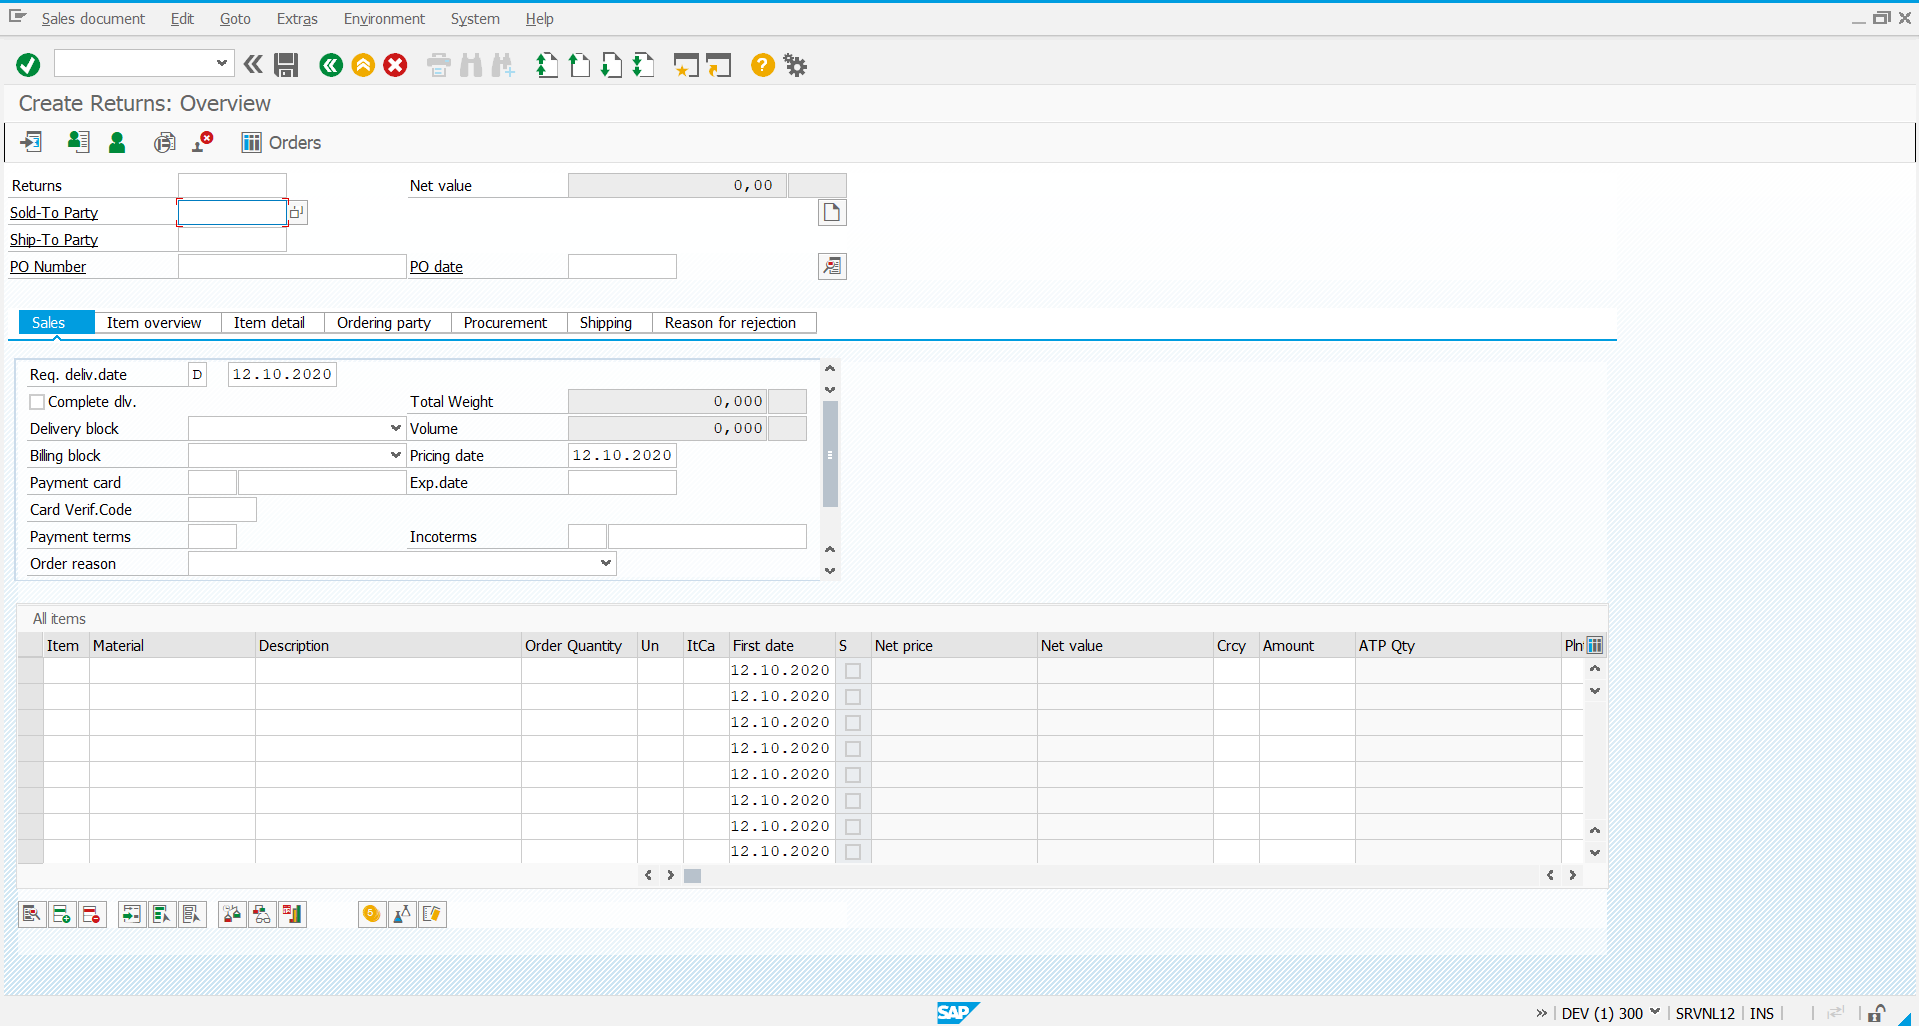 Sales document Edit Goto Extras Environment System Help
Create Returns: Overview
Orders
Returns Net value 0,00
Sold-To Party
Ship-To Party
PO Number PO date
Sales Item overview Item detail Ordering party Procurement Shipping Reason for rejection
Req. deliv.date D 12.10.2020
Complete dlv. Total Weight 0,000
Delivery block Volume 0,000
Billing block Pricing date 12.10.2020
Payment card Exp.date
Card Verif.Code
Payment terms Incoterms
Order reason
All items
Item Material Description Order Quantity Un ItCa First date S Net price Net value Crcy Amount ATP Qty Pln
12.10.2020
12.10.2020
12.10.2020
12.10.2020
12.10.2020
12.10.2020
12.10.2020
12.10.2020
SAP DEV (1) 300 SRVNL12 INS